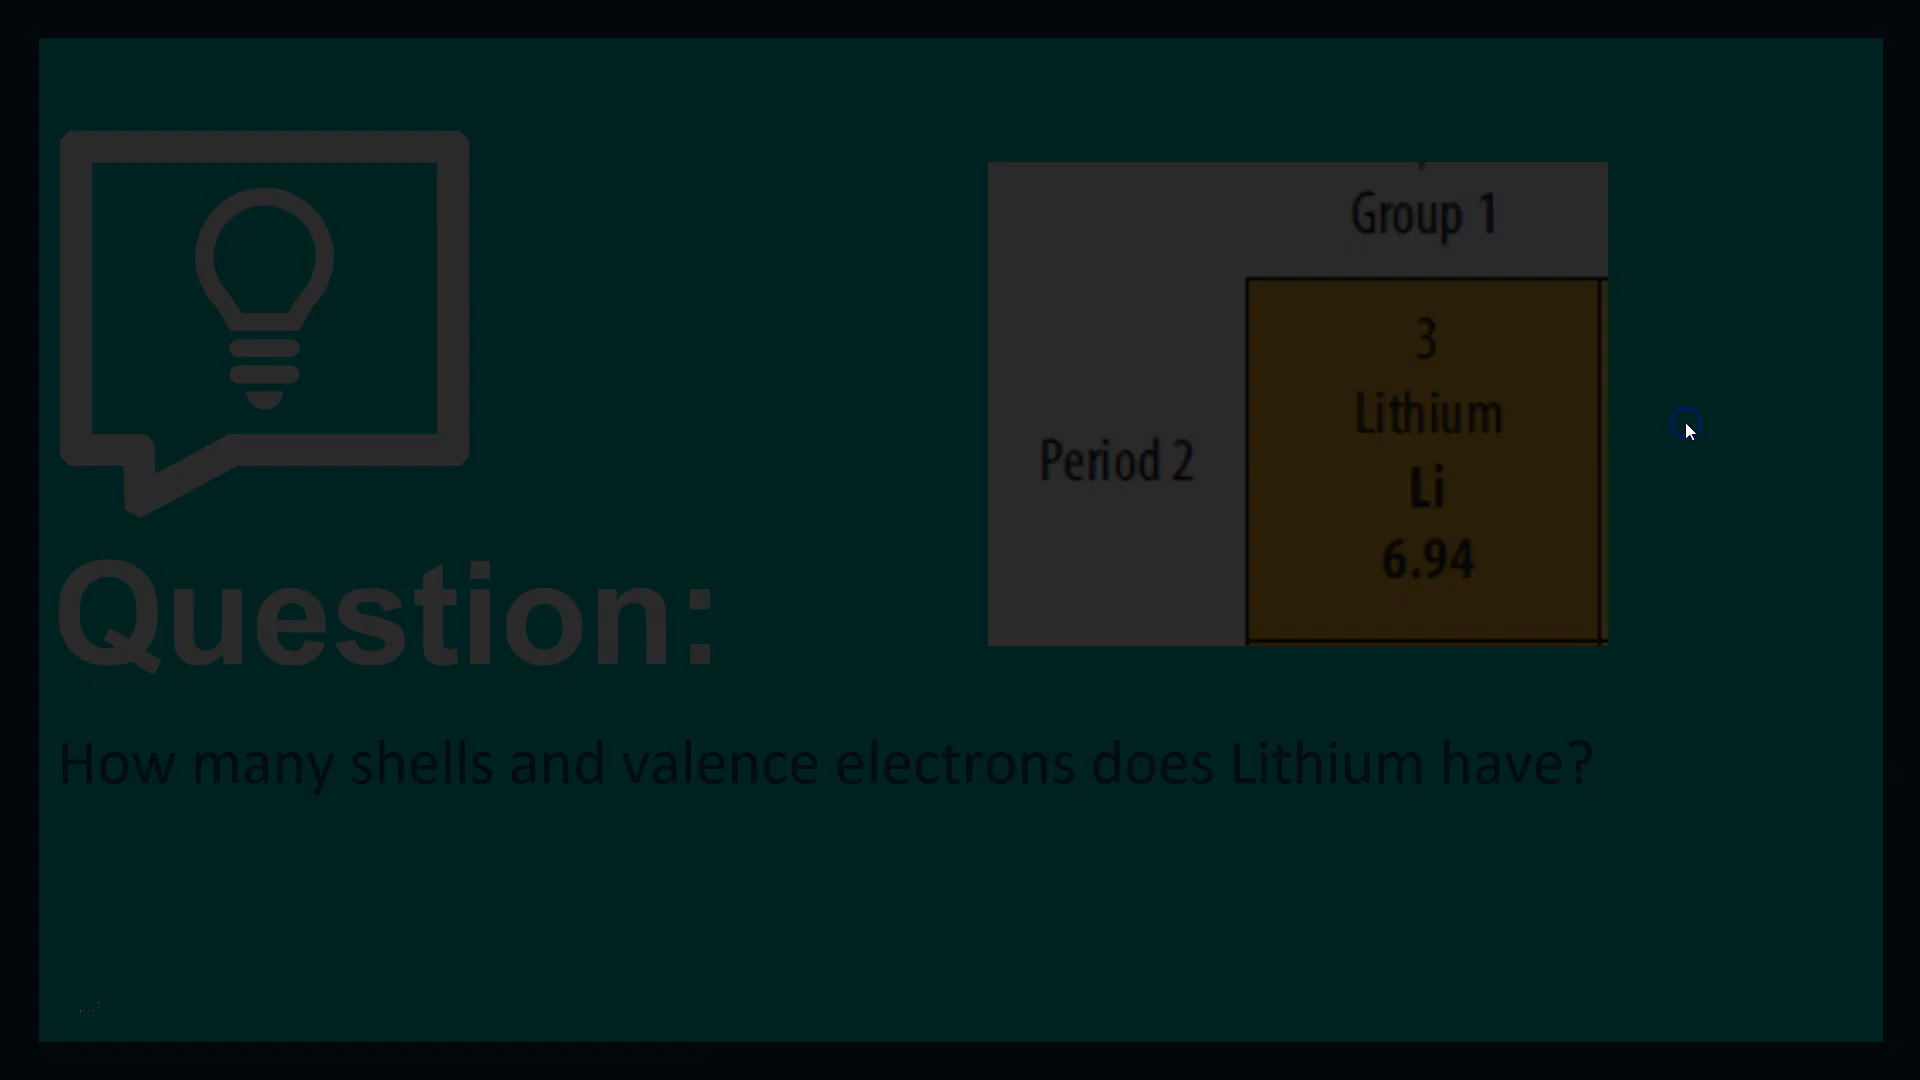 Group 1
3
Lithium
Period 2
Li
6.94
Question:
How many shells and valence electrons does Lithium have?